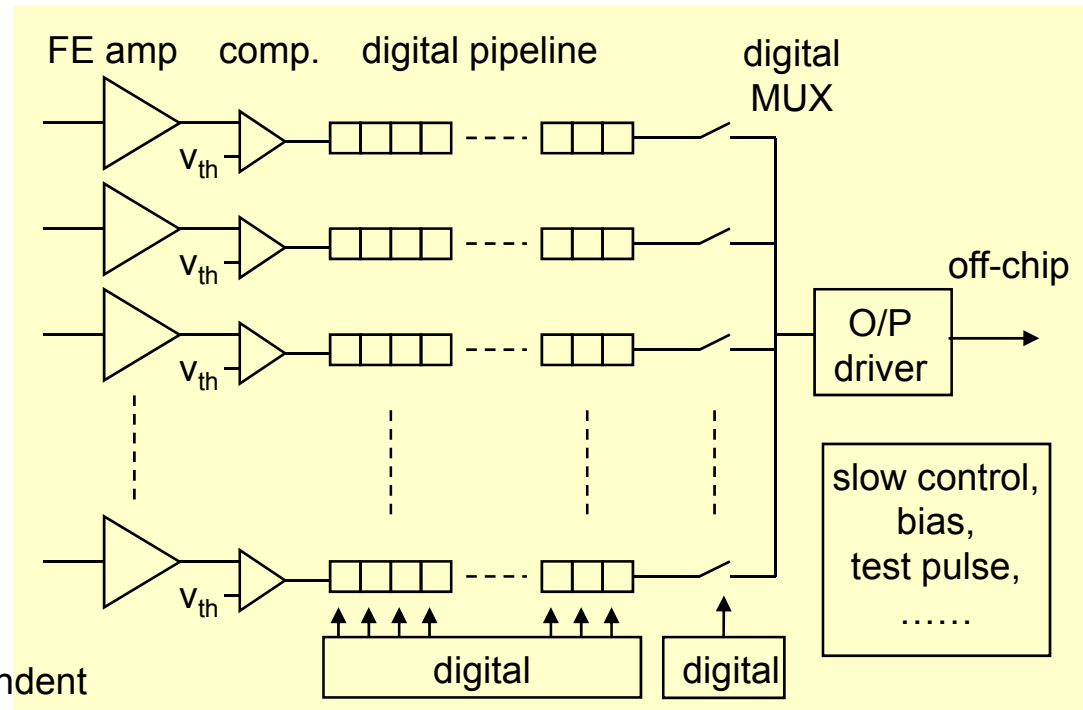 FE amp comp. digital pipeline
digital
MUX
v_th
v_th
v_th
v_th
off-chip
O/P
driver
slow control,
bias,
test pulse,
......
digital
digital
ndent